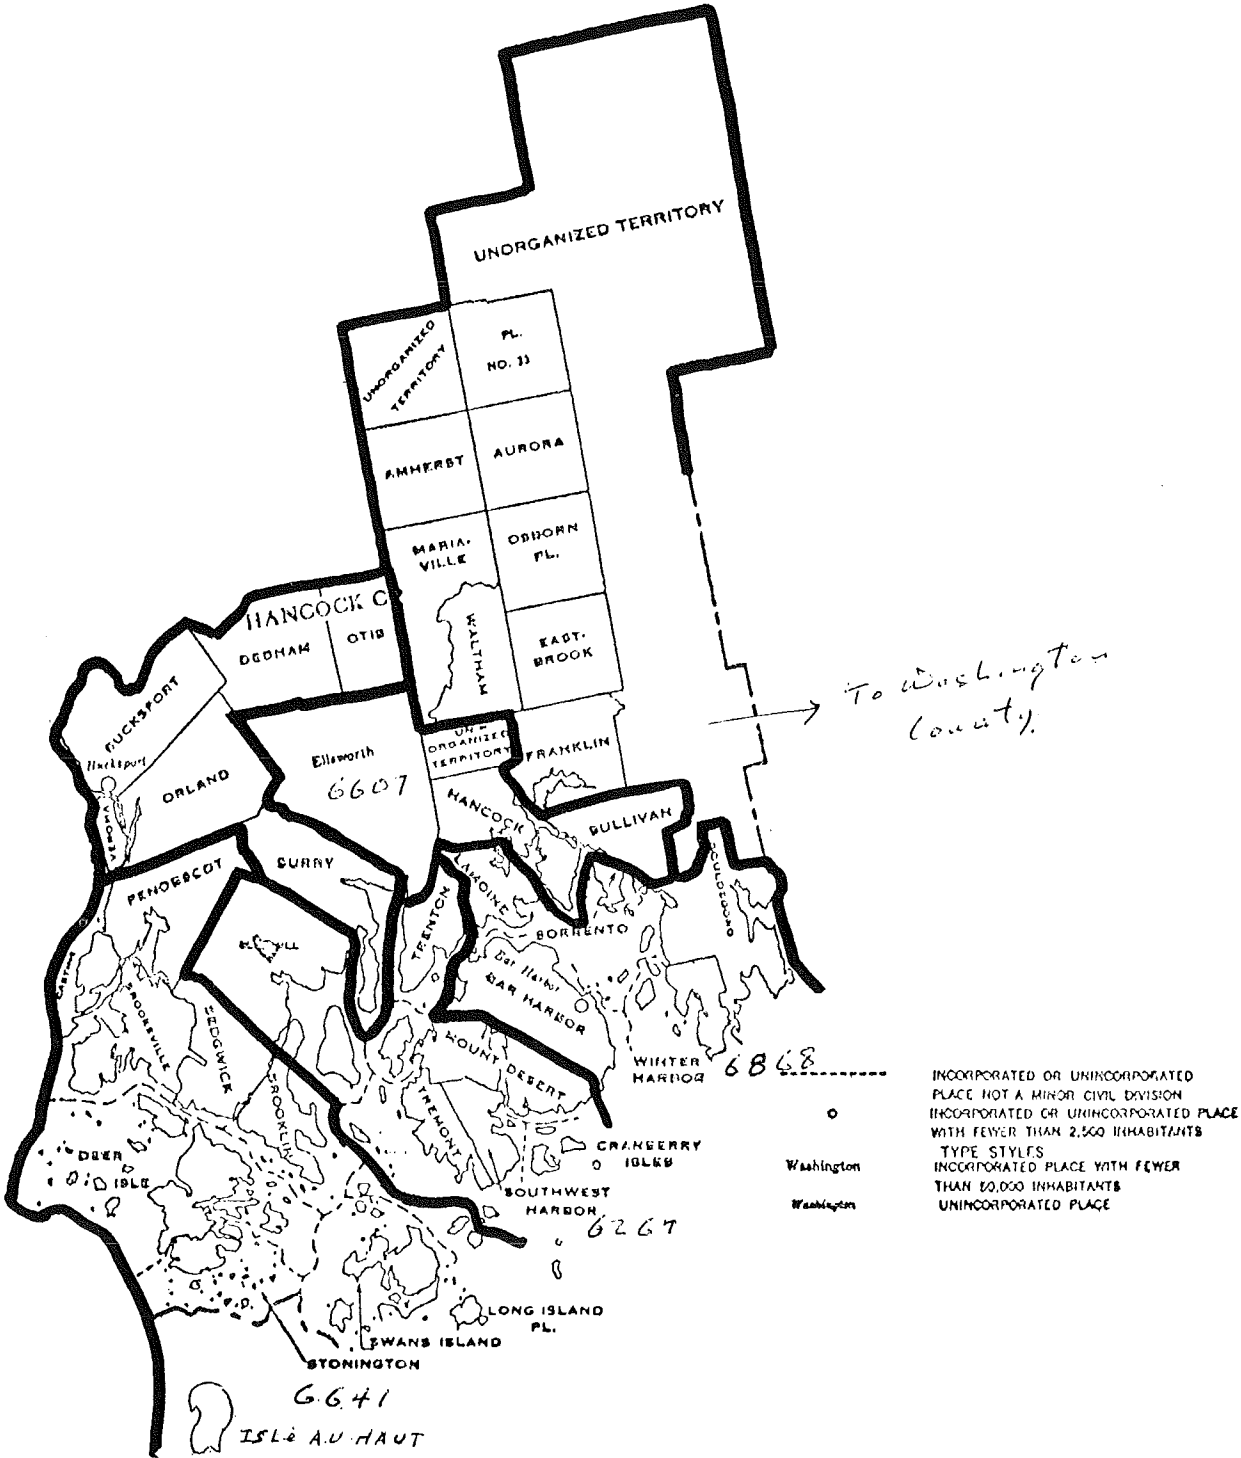 UNORGANIZED TERRITORY
UNORGANIZED
TERRITORY
PL.
NO. 33
AMHERST
AURORA
MARIA-
VILLE
OSBORN
PL.
HANCOCK C
DEDHAM
OTIS
WALTHAM
EAST-
BROOK
To Washington
County.
BUCKSPORT
Bucksport
VERONA
ORLAND
Ellsworth
6607
UN-
ORGANIZED
TERRITORY
FRANKLIN
HANCOCK
SULLIVAN
SURRY
PENOBSCOT
LAMOINE
TRENTON
GOULDSBORO
SORRENTO
Bar Harbor
BAR HARBOR
CASTINE
BROOKSVILLE
SEDGWICK
BROOKLIN
MOUNT DESERT
TREMONT
WINTER
HARBOR
6868
DEER
ISLE
CRANBERRY
ISLES
SOUTHWEST
HARBOR
6267
LONG ISLAND
PL.
SWANS ISLAND
STONINGTON
6641
ISLE AU HAUT
INCORPORATED OR UNINCORPORATED
PLACE NOT A MINOR CIVIL DIVISION
INCORPORATED OR UNINCORPORATED PLACE
WITH FEWER THAN 2,500 INHABITANTS
TYPE STYLES
Washington
INCORPORATED PLACE WITH FEWER
THAN 50,000 INHABITANTS
Washington
UNINCORPORATED PLACE